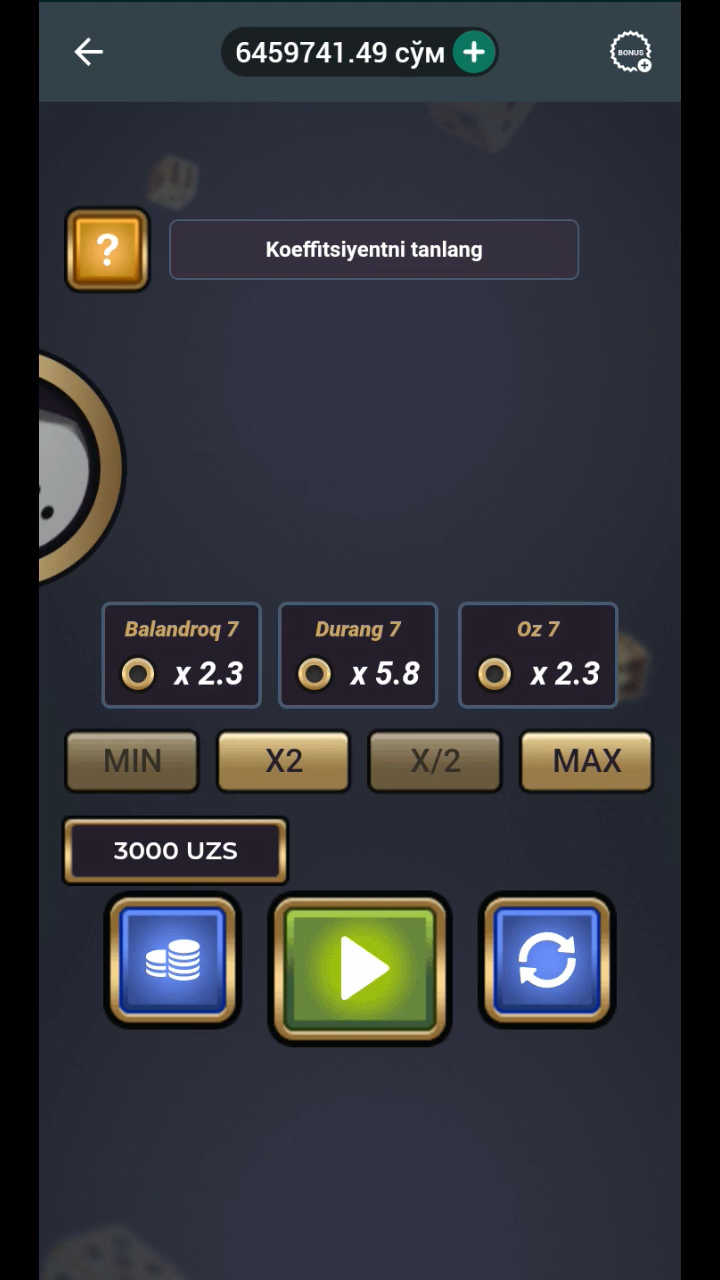 6459741.49 сўм
BONUS
?
Koeffitsiyentni tanlang
Balandroq 7
x 2.3
Durang 7
x 5.8
Oz 7
x 2.3
MIN
X2
X/2
MAX
3000 UZS